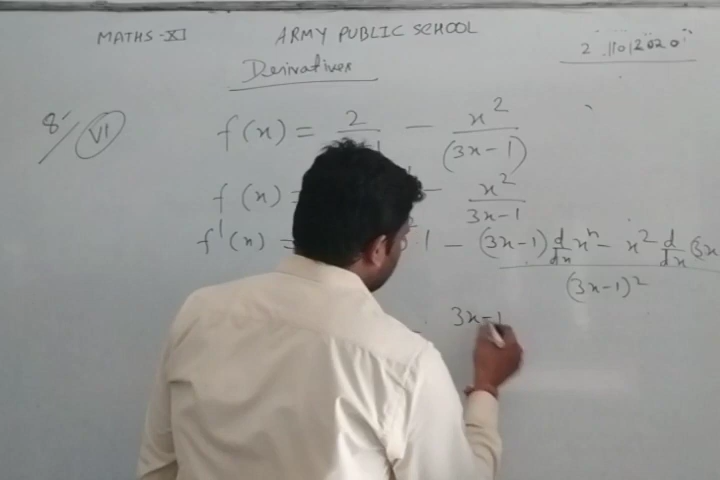 MATHS-XI ARMY PUBLIC SCHOOL
2 .10|2020
Derivatives
8/ VI
f(x) = 2 − x²/(3x−1)
f(x) = − x²/3x−1
f'(x) = ·1 − (3x−1) d/dx xⁿ − x² d/dx (3x
(3x−1)²
3x−1